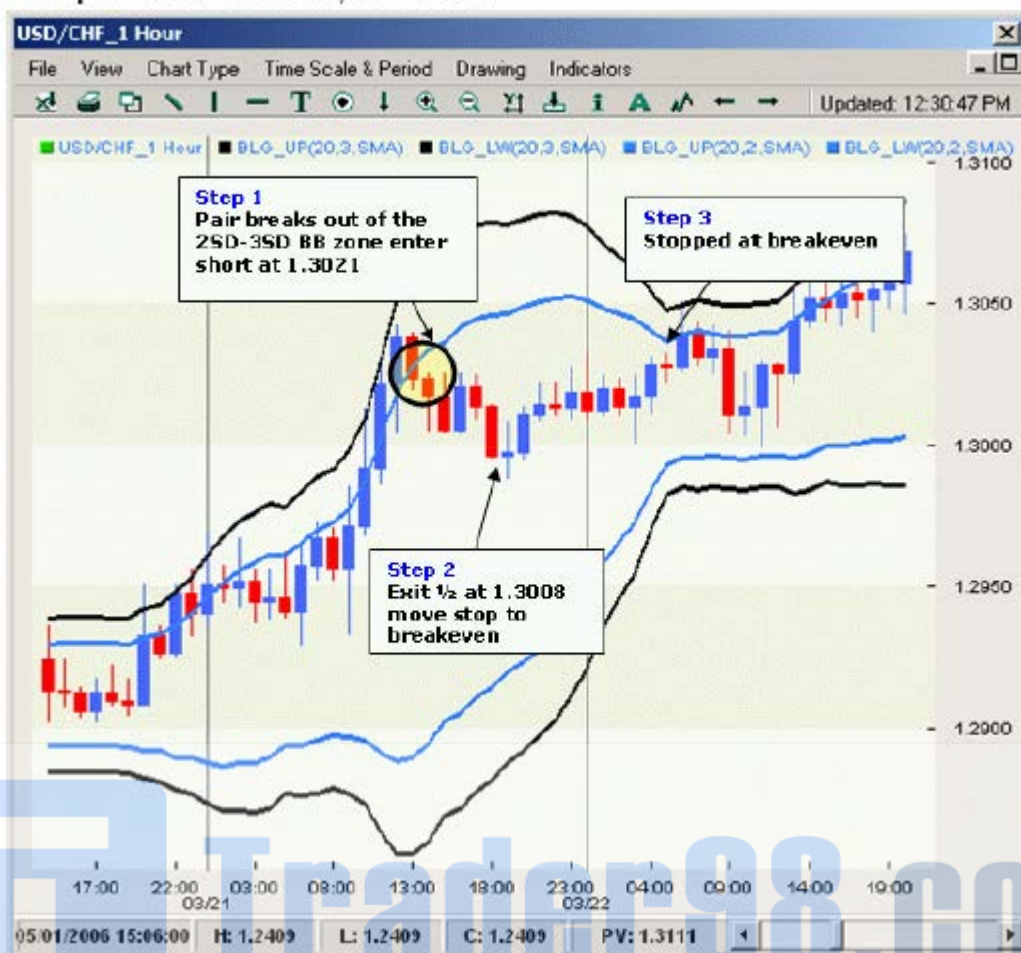 USD/CHF_1 Hour
File View Chart Type Time Scale & Period Drawing Indicators
Updated: 12:30:47 PM
USD/CHF_1 Hour BLG_UP(20,3,SMA) BLG_LW(20,3,SMA) BLG_UP(20,2,SMA) BLG_LW(20,2,SMA)
1.3100
Step 1
Pair breaks out of the
2SD-3SD BB zone enter
short at 1.3021
Step 3
Stopped at breakeven
1.3050
1.3000
Step 2
Exit ½ at 1.3008
move stop to
breakeven
1.2950
1.2900
17:00 22:00 03:00 08:00 13:00 18:00 23:00 04:00 09:00 14:00 19:00
03/21 03/22
Trader98.co
05/01/2006 15:06:00 H: 1.2409 L: 1.2409 C: 1.2409 PV: 1.3111